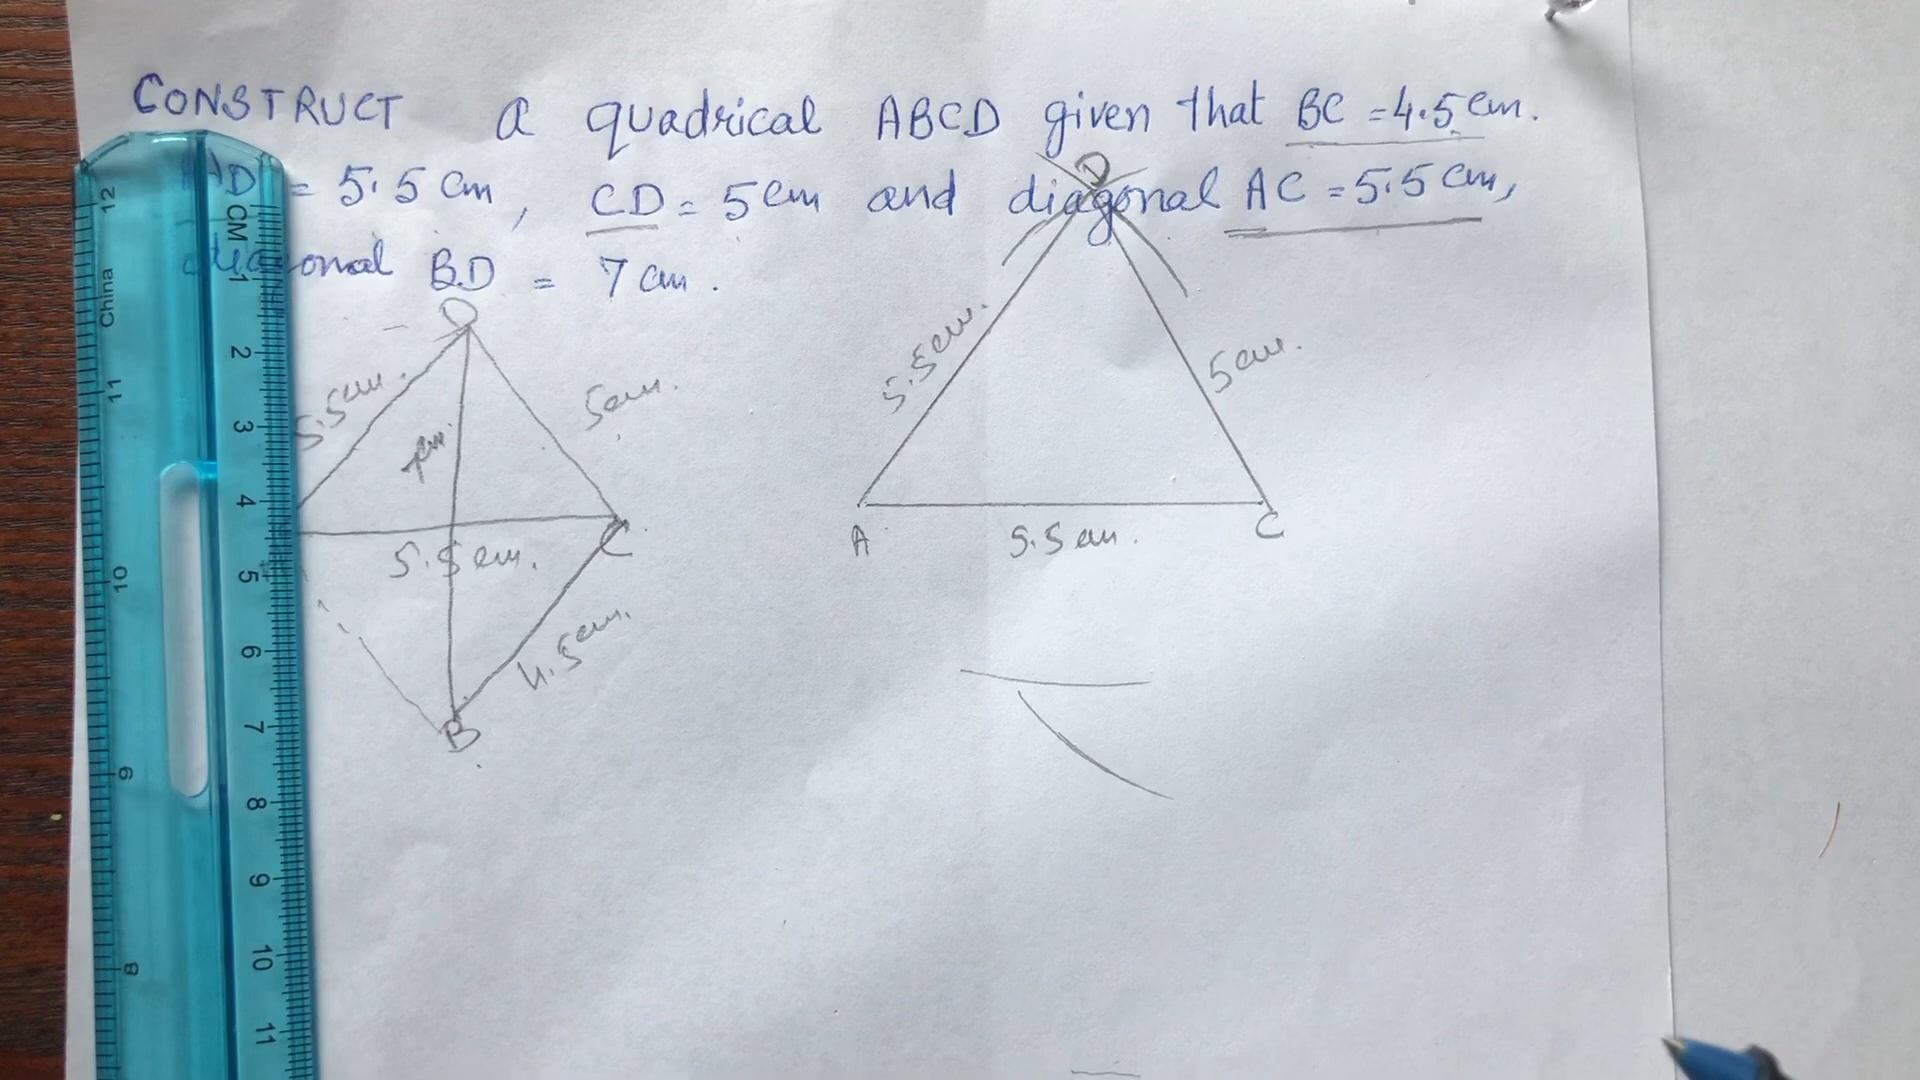 CONSTRUCT a quadrical ABCD given that BC = 4.5 cm.
AD = 5.5 cm, CD = 5 cm and diagonal AC = 5.5 cm,
diagonal BD = 7 cm.
D
D
5.5 cm.
5 cm.
7 cm.
5.5 cm.
5 cm.
C
5.5 cm.
A
5.5 cm.
C
4.5 cm.
B
CM
1
2
3
4
5
6
7
8
9
10
11
12
China
11
10
9
8